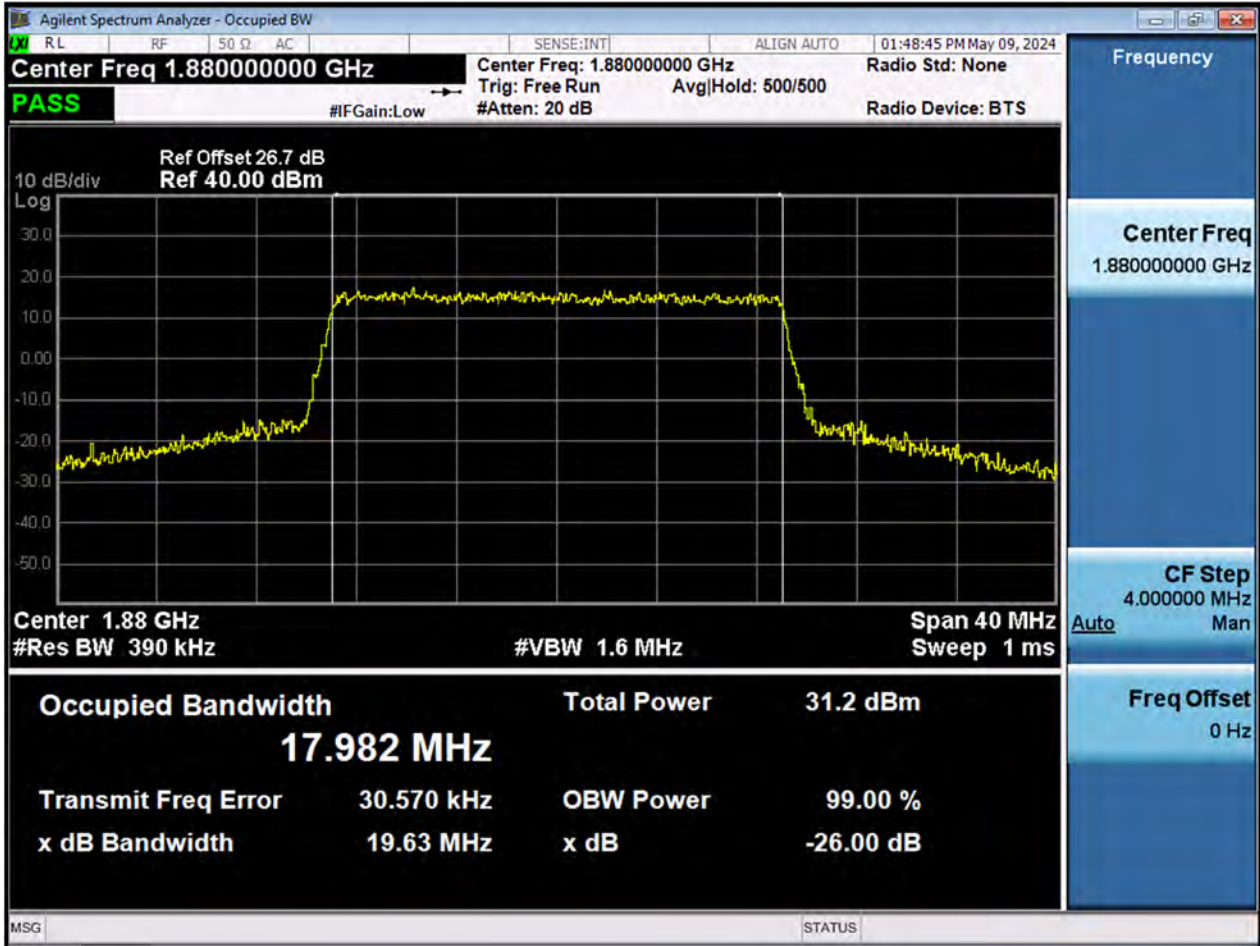 Agilent Spectrum Analyzer - Occupied BW
LXI RL RF 50 Ω AC SENSE:INT ALIGN AUTO 01:48:45 PM May 09, 2024
Center Freq 1.880000000 GHz
Center Freq: 1.880000000 GHz Radio Std: None
Trig: Free Run Avg|Hold: 500/500
PASS
#IFGain:Low #Atten: 20 dB Radio Device: BTS
Ref Offset 26.7 dB
10 dB/div Ref 40.00 dBm
Log
30.0
20.0
10.0
0.00
-10.0
-20.0
-30.0
-40.0
-50.0
Center 1.88 GHz Span 40 MHz
#Res BW 390 kHz #VBW 1.6 MHz Sweep 1 ms
Occupied Bandwidth Total Power 31.2 dBm
17.982 MHz
Transmit Freq Error 30.570 kHz OBW Power 99.00 %
x dB Bandwidth 19.63 MHz x dB -26.00 dB
MSG STATUS
Frequency
Center Freq
1.880000000 GHz
CF Step
4.000000 MHz
Auto Man
Freq Offset
0 Hz